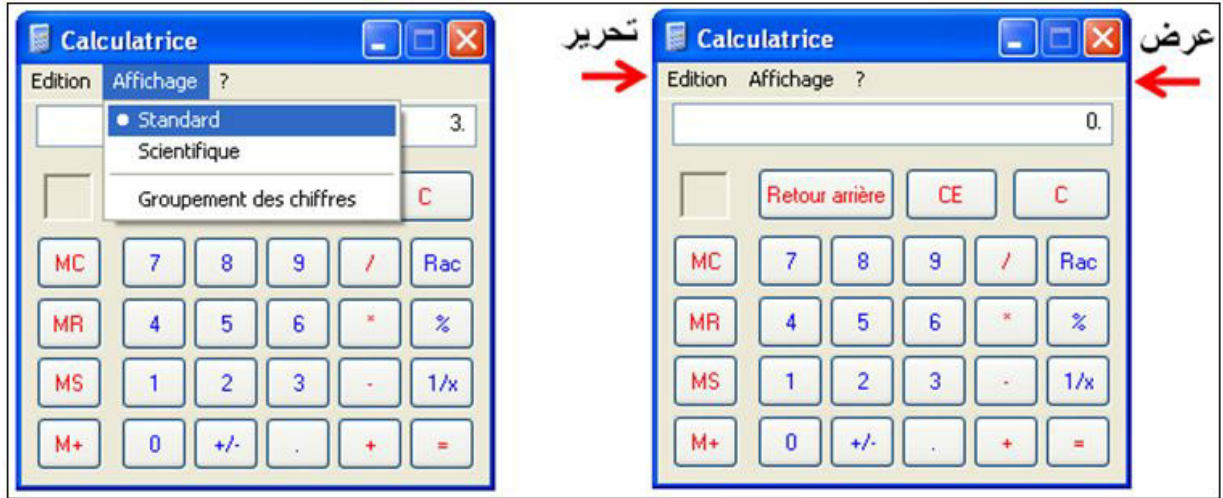 Calculatrice
Edition Affichage ?
Standard
3.
Scientifique
Groupement des chiffres
C
MC 7 8 9 / Rac
MR 4 5 6 * %
MS 1 2 3 - 1/x
M+ 0 +/- . + =
تحرير
Calculatrice
عرض
Edition Affichage ?
0.
Retour arrière CE C
MC 7 8 9 / Rac
MR 4 5 6 * %
MS 1 2 3 - 1/x
M+ 0 +/- . + =